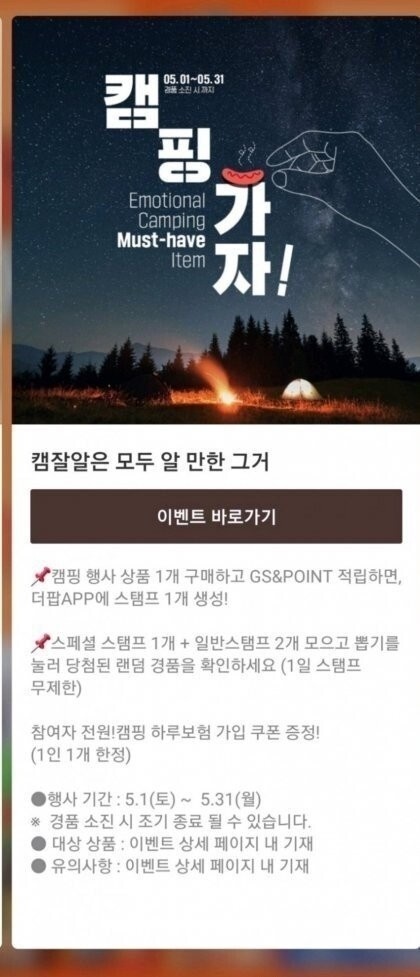 05.01~05.31
경품 소진 시 까지
캠
핑
가
자!
Emotional
Camping
Must-have
Item
캠잘알은 모두 알 만한 그거
이벤트 바로가기
📌캠핑 행사 상품 1개 구매하고 GS&POINT 적립하면,
더팝APP에 스탬프 1개 생성!
📌스페셜 스탬프 1개 + 일반스탬프 2개 모으고 뽑기를
눌러 당첨된 랜덤 경품을 확인하세요 (1일 스탬프
무제한)
참여자 전원!캠핑 하루보험 가입 쿠폰 증정!
(1인 1개 한정)
●행사 기간 : 5.1(토) ~ 5.31(월)
※ 경품 소진 시 조기 종료 될 수 있습니다.
● 대상 상품 : 이벤트 상세 페이지 내 기재
● 유의사항 : 이벤트 상세 페이지 내 기재